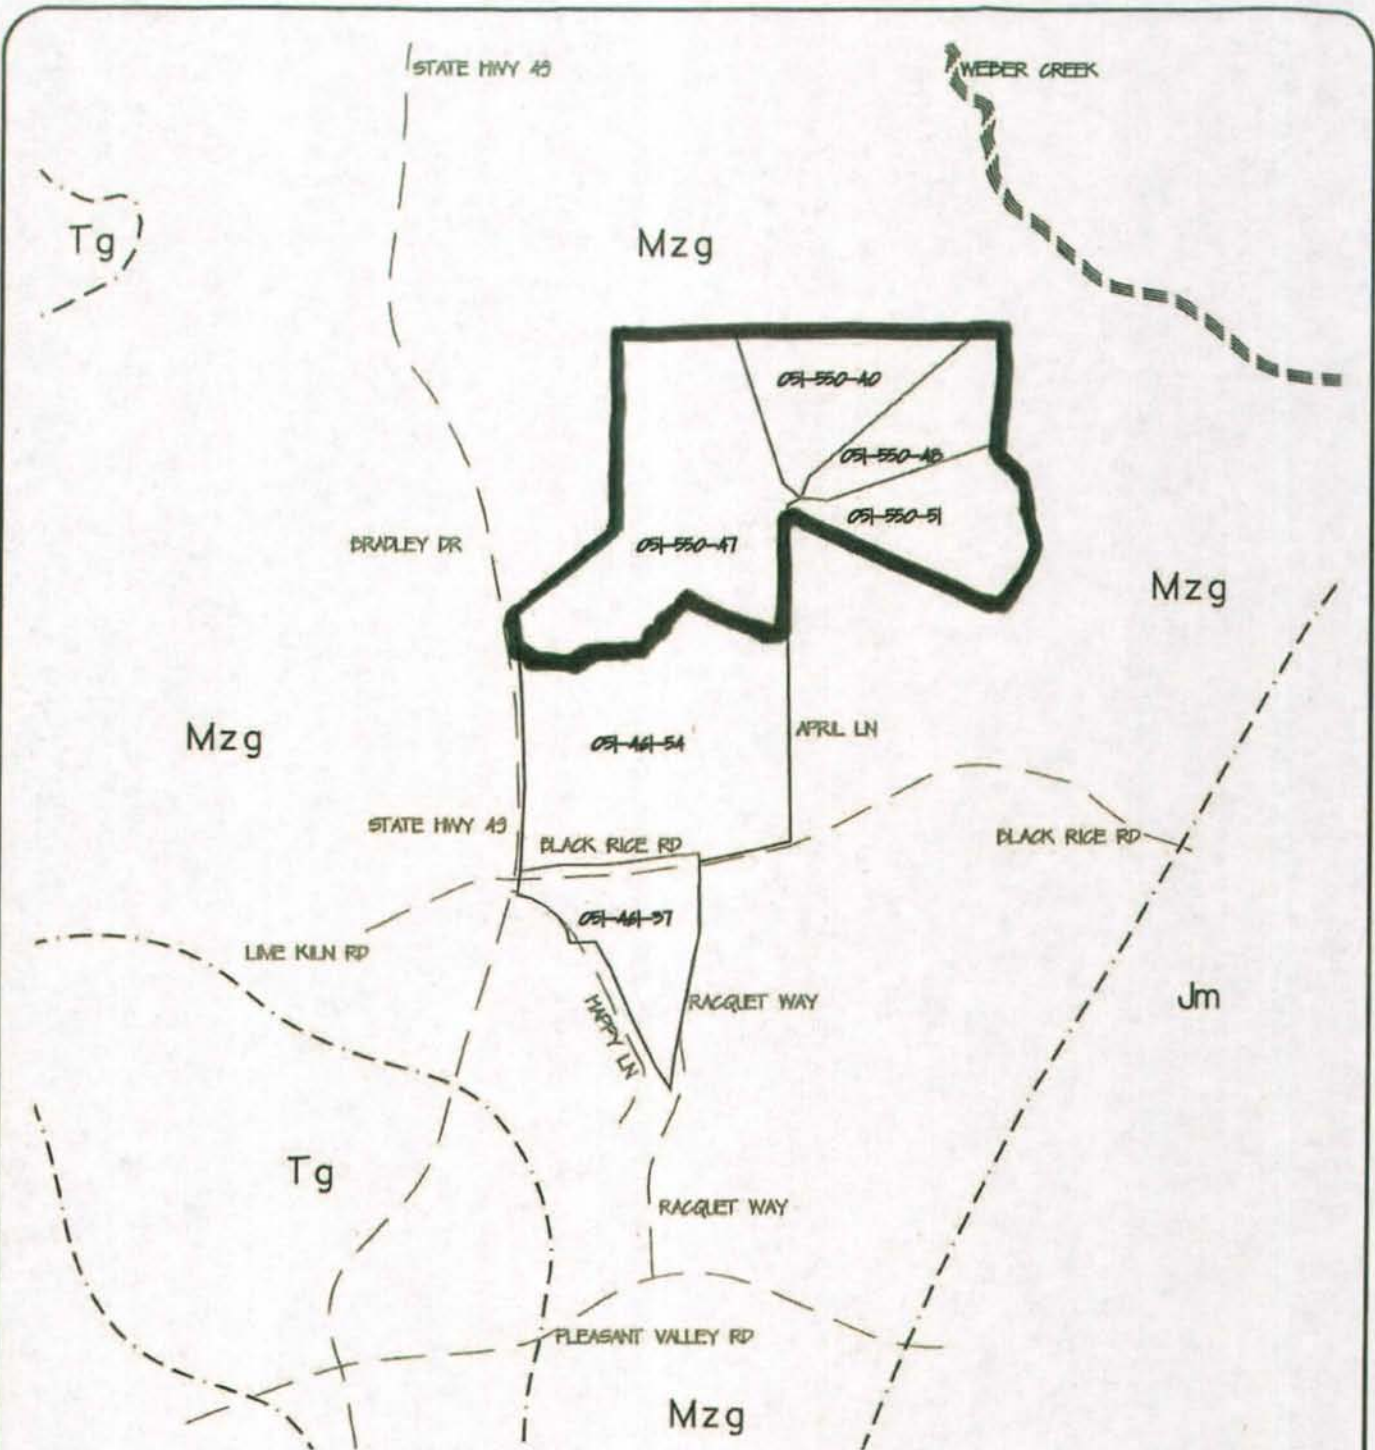 STATE HWY 49
WEBER CREEK
Tg
Mzg
051-550-40
051-550-48
051-550-51
BRADLEY DR
051-550-47
Mzg
Mzg
051-461-54
APRIL LN
STATE HWY 49
BLACK RICE RD
BLACK RICE RD
051-461-37
LIME KILN RD
HAPPY LN
RACQUET WAY
Jm
Tg
RACQUET WAY
PLEASANT VALLEY RD
Mzg